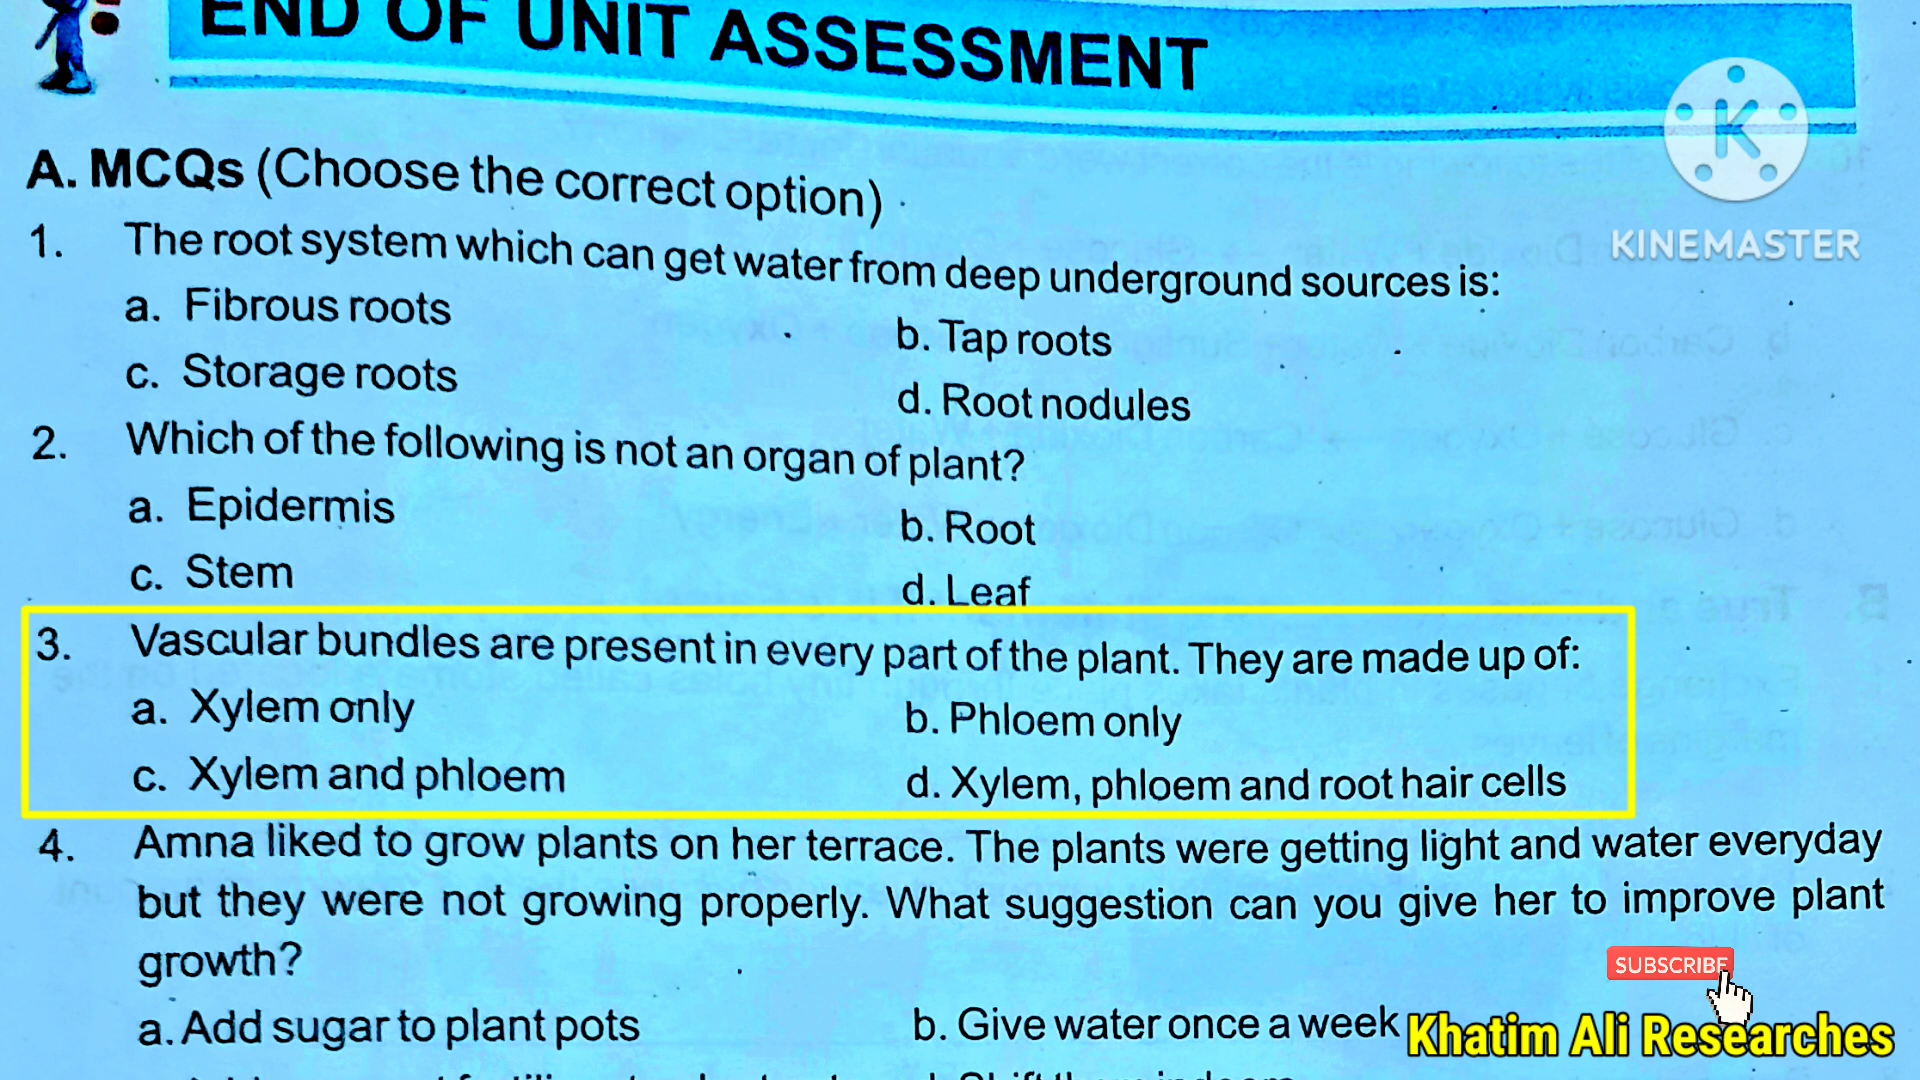 END OF UNIT ASSESSMENT
KINEMASTER
A. MCQs (Choose the correct option)
1. The root system which can get water from deep underground sources is:
a. Fibrous roots b. Tap roots
c. Storage roots d. Root nodules
2. Which of the following is not an organ of plant?
a. Epidermis b. Root
c. Stem d. Leaf
3. Vascular bundles are present in every part of the plant. They are made up of:
a. Xylem only b. Phloem only
c. Xylem and phloem d. Xylem, phloem and root hair cells
4. Amna liked to grow plants on her terrace. The plants were getting light and water everyday
but they were not growing properly. What suggestion can you give her to improve plant
growth?
SUBSCRIBE
a. Add sugar to plant pots b. Give water once a week
Khatim Ali Researches